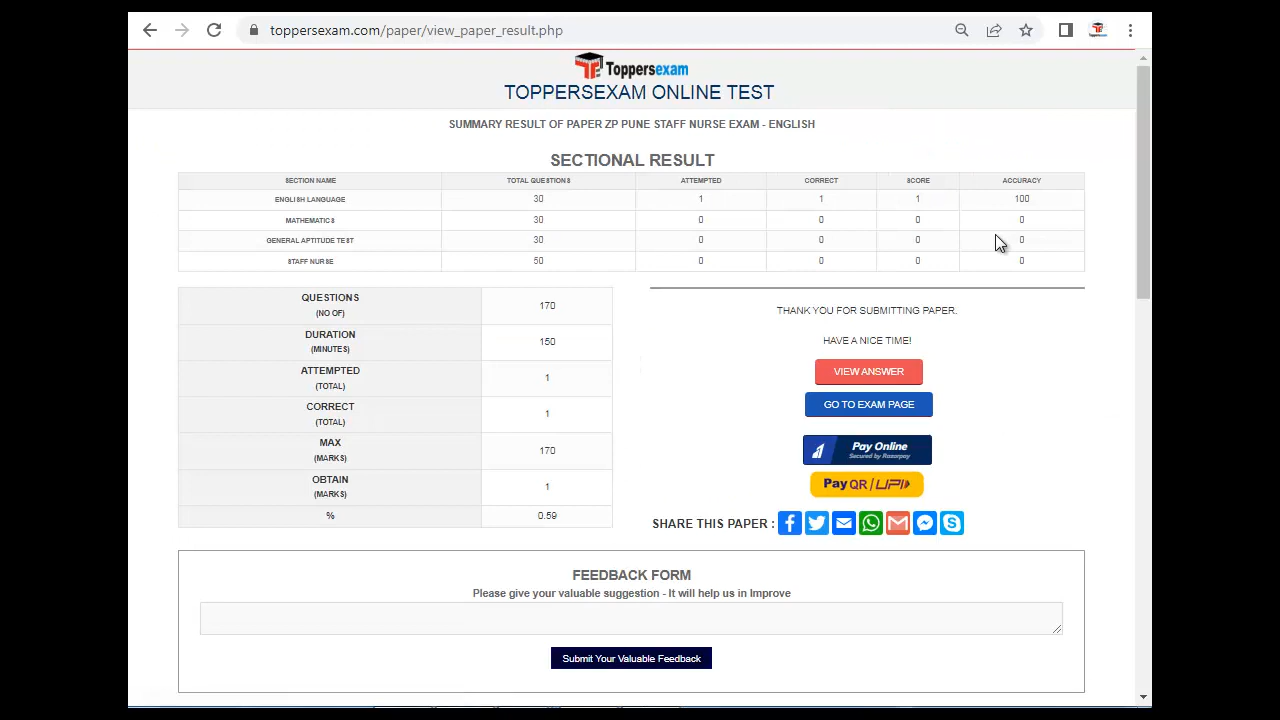 toppersexam.com/paper/view_paper_result.php
Toppersexam
TOPPERSEXAM ONLINE TEST
SUMMARY RESULT OF PAPER ZP PUNE STAFF NURSE EXAM - ENGLISH
SECTIONAL RESULT
SECTION NAME TOTAL QUESTIONS ATTEMPTED CORRECT SCORE ACCURACY
ENGLISH LANGUAGE 30 1 1 1 100
MATHEMATICS 30 0 0 0 0
GENERAL APTITUDE TEST 30 0 0 0 0
STAFF NURSE 50 0 0 0 0
QUESTIONS
(NO OF) 170
DURATION
(MINUTES) 150
ATTEMPTED
(TOTAL) 1
CORRECT
(TOTAL) 1
MAX
(MARKS) 170
OBTAIN
(MARKS) 1
% 0.59
THANK YOU FOR SUBMITTING PAPER.
HAVE A NICE TIME!
VIEW ANSWER
GO TO EXAM PAGE
Pay Online
Secured by Razorpay
Pay QR / UPI
SHARE THIS PAPER :
FEEDBACK FORM
Please give your valuable suggestion - It will help us in Improve
Submit Your Valuable Feedback